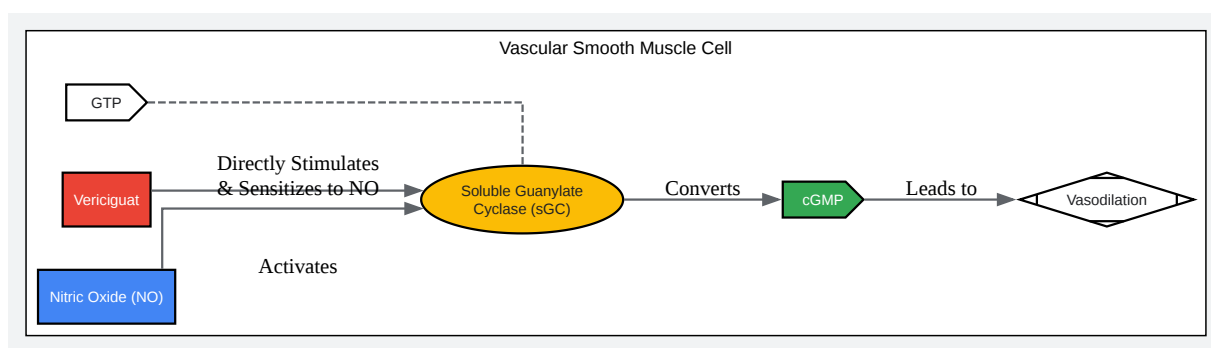 Vascular Smooth Muscle Cell
GTP
Directly Stimulates
& Sensitizes to NO
Vericiguat
Soluble Guanylate
Cyclase (sGC)
Converts
cGMP
Leads to
Vasodilation
Activates
Nitric Oxide (NO)